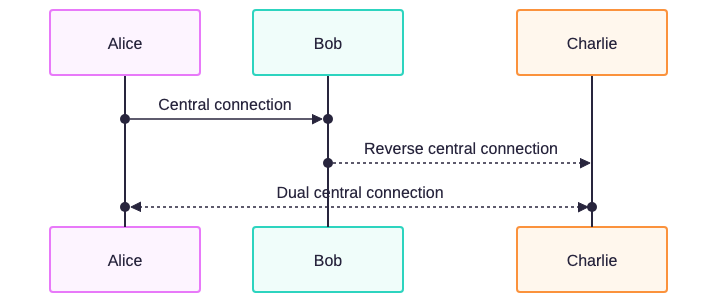 Alice
Bob
Charlie
Central connection
Reverse central connection
Dual central connection
Alice
Bob
Charlie